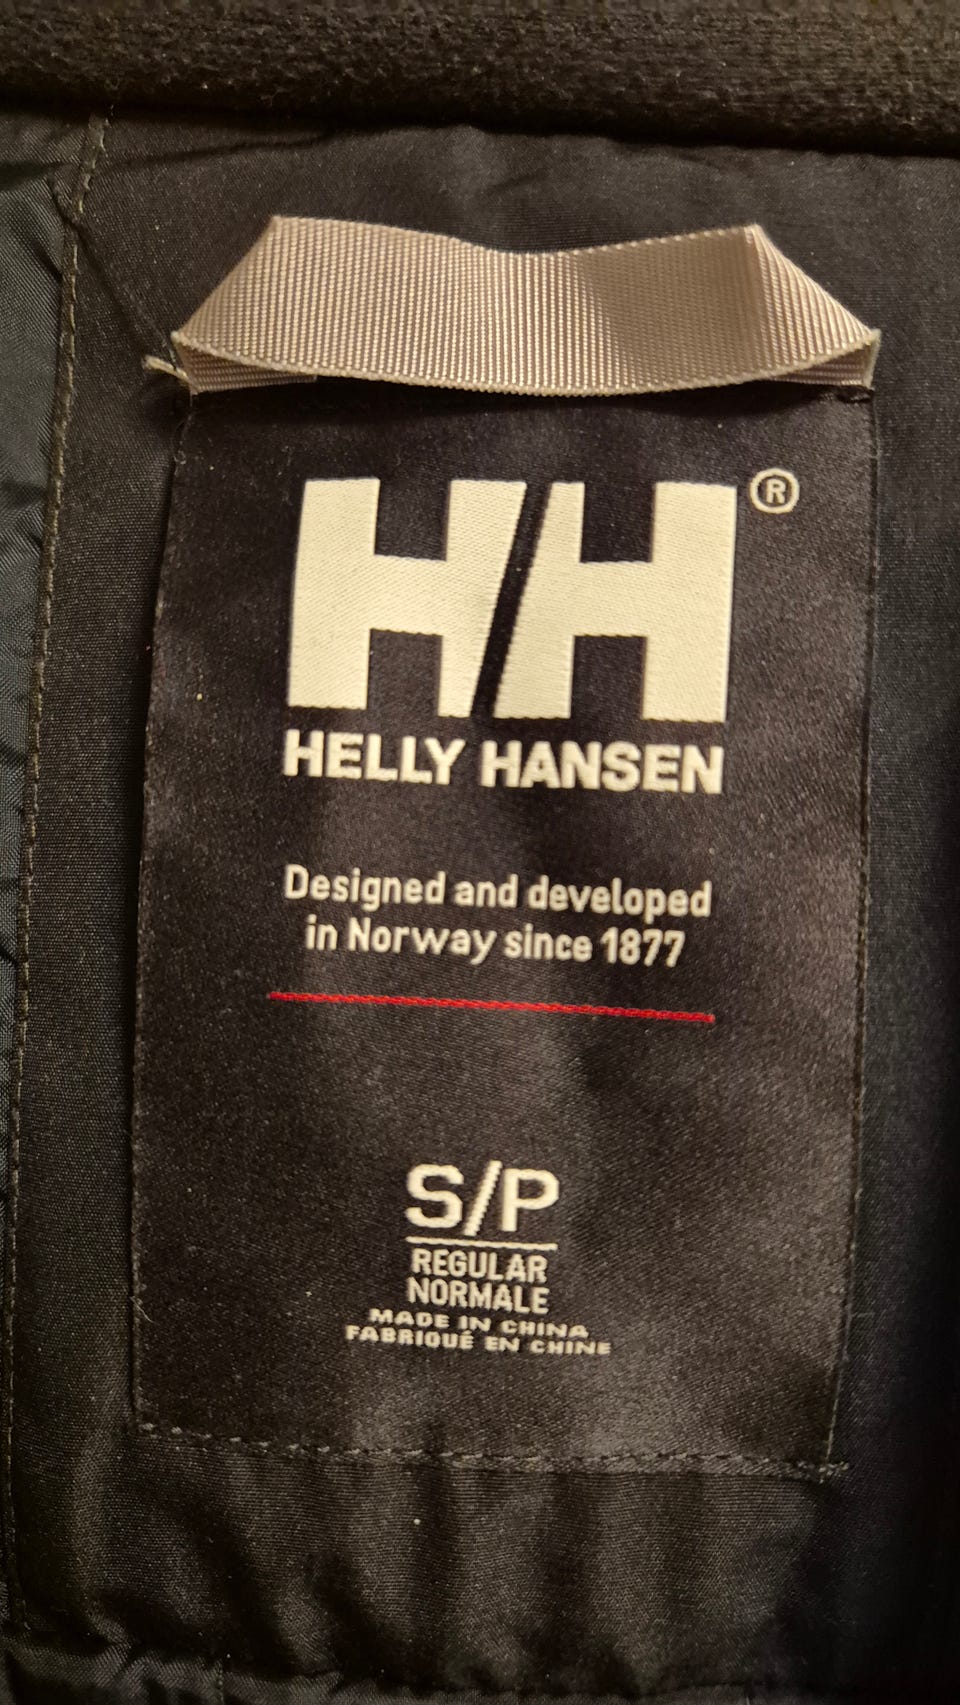 HH®
HELLY HANSEN
Designed and developed
in Norway since 1877
S/P
REGULAR
NORMALE
MADE IN CHINA
FABRIQUÉ EN CHINE